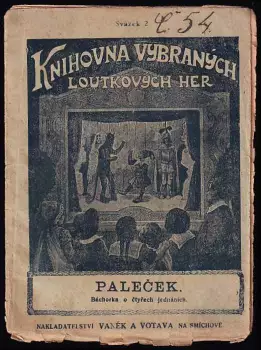 Svazek 2
Č. 54.
KNIHOVNA VYBRANÝCH
LOUTKOVÝCH HER
PALEČEK.
Báchorka o čtyřech jednáních.
NAKLADATELSTVÍ VANĚK A VOTAVA NA SMÍCHOVĚ